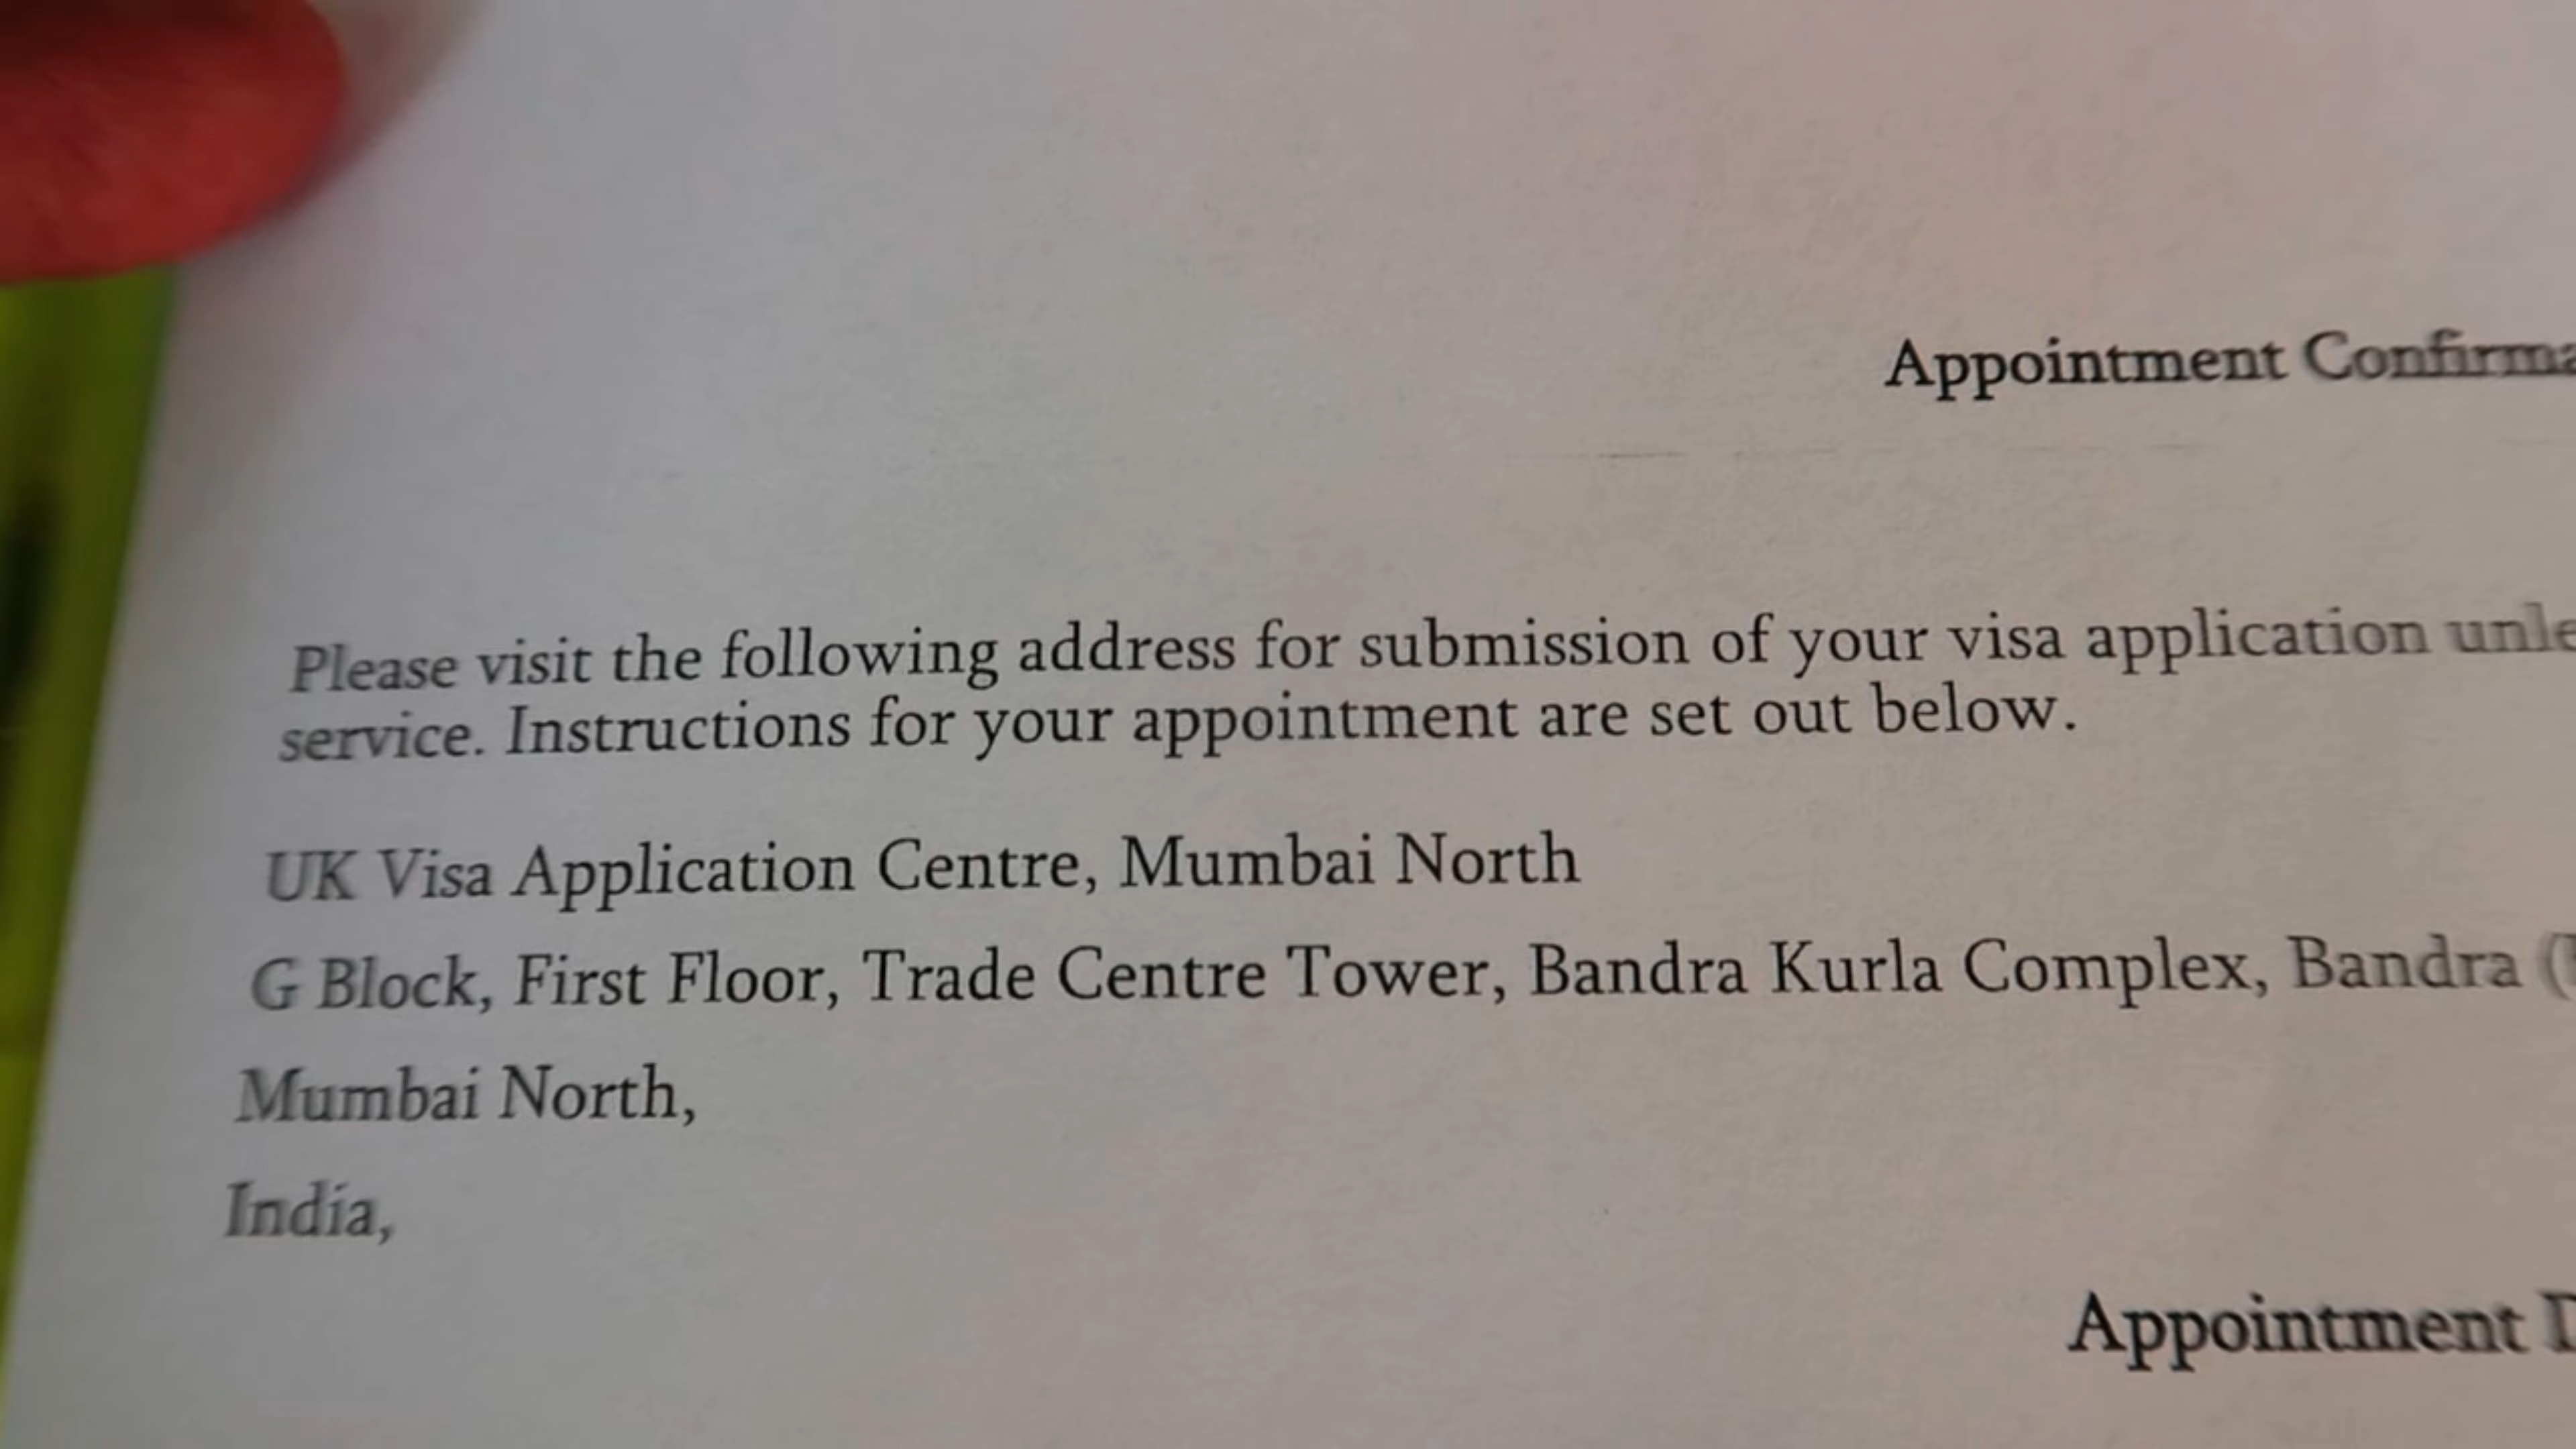 Appointment
Please visit the following address for submission of your visa application
service. Instructions for your appointment are set out below.
UK Visa Application Centre, Mumbai North
G Block, First Floor, Trade Centre Tower, Bandra Kurla Complex, Bandra
Mumbai North,
India,
Appointment